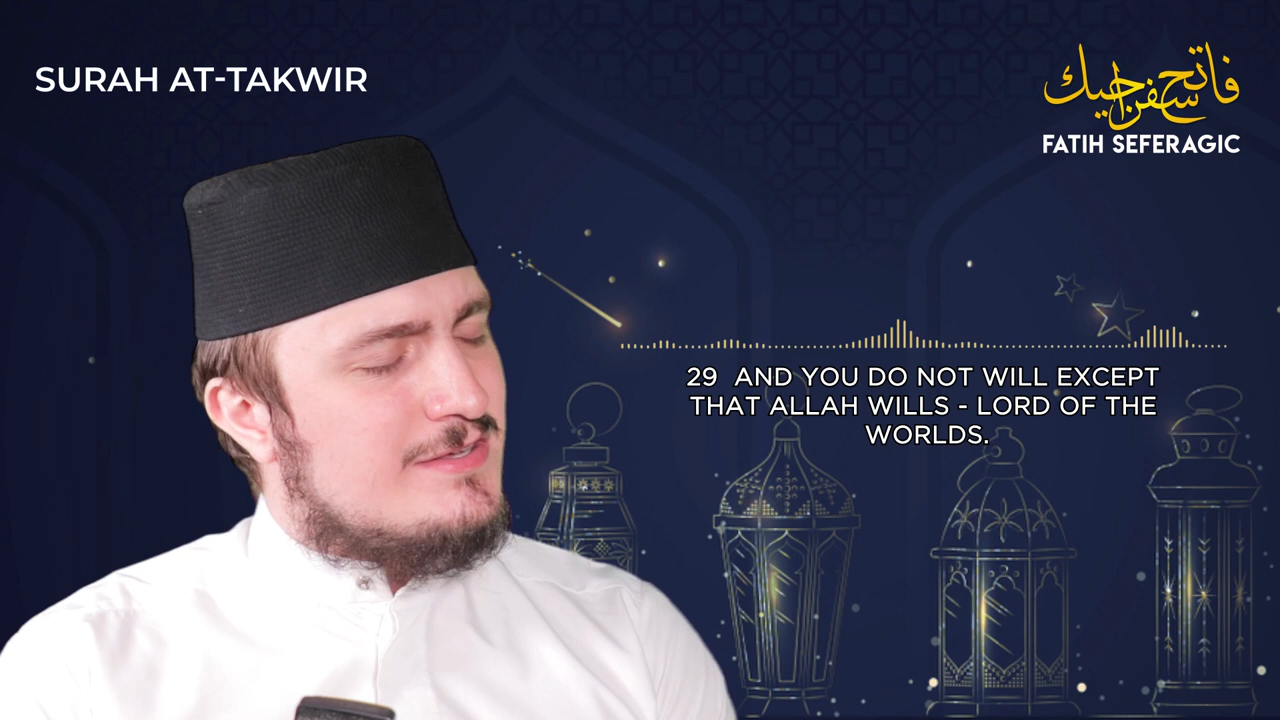 SURAH AT-TAKWIR
فاتح سفراجيك
FATIH SEFERAGIC
29 AND YOU DO NOT WILL EXCEPT
THAT ALLAH WILLS - LORD OF THE
WORLDS.